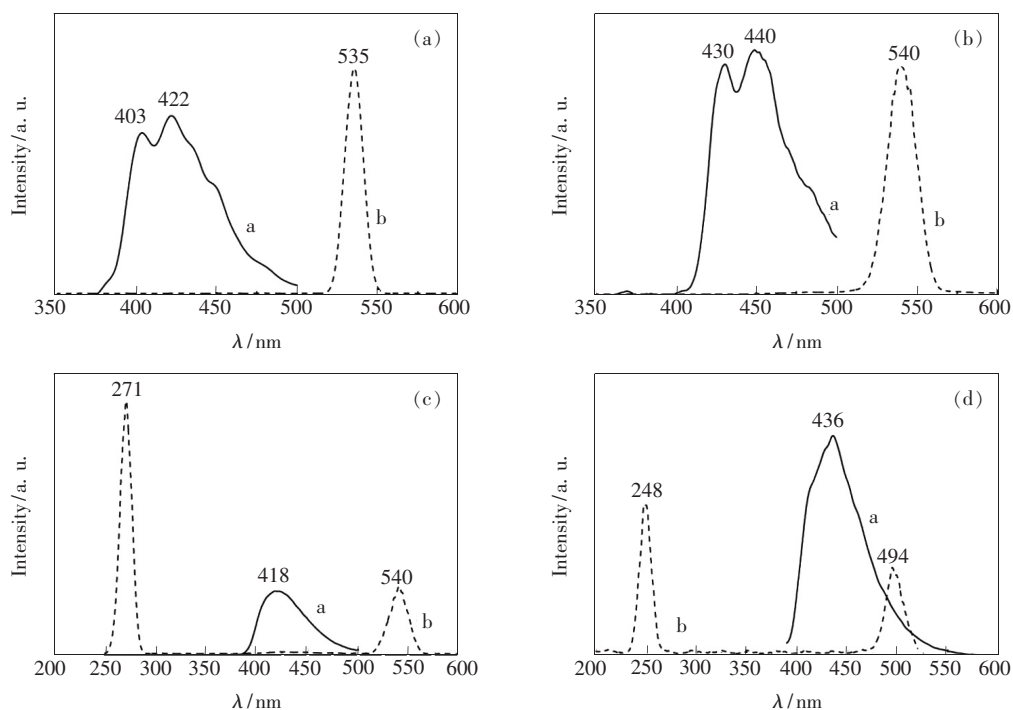 (a)
535
422
403
a
b
Intensity/a. u.
350 400 450 500 550 600
λ/nm
(b)
440
430
540
a
b
Intensity/a. u.
350 400 450 500 550 600
λ/nm
(c)
271
418
540
a
b
Intensity/a. u.
200 250 300 350 400 450 500 550 600
λ/nm
(d)
436
248
494
a
b
Intensity/a. u.
200 250 300 350 400 450 500 550 600
λ/nm